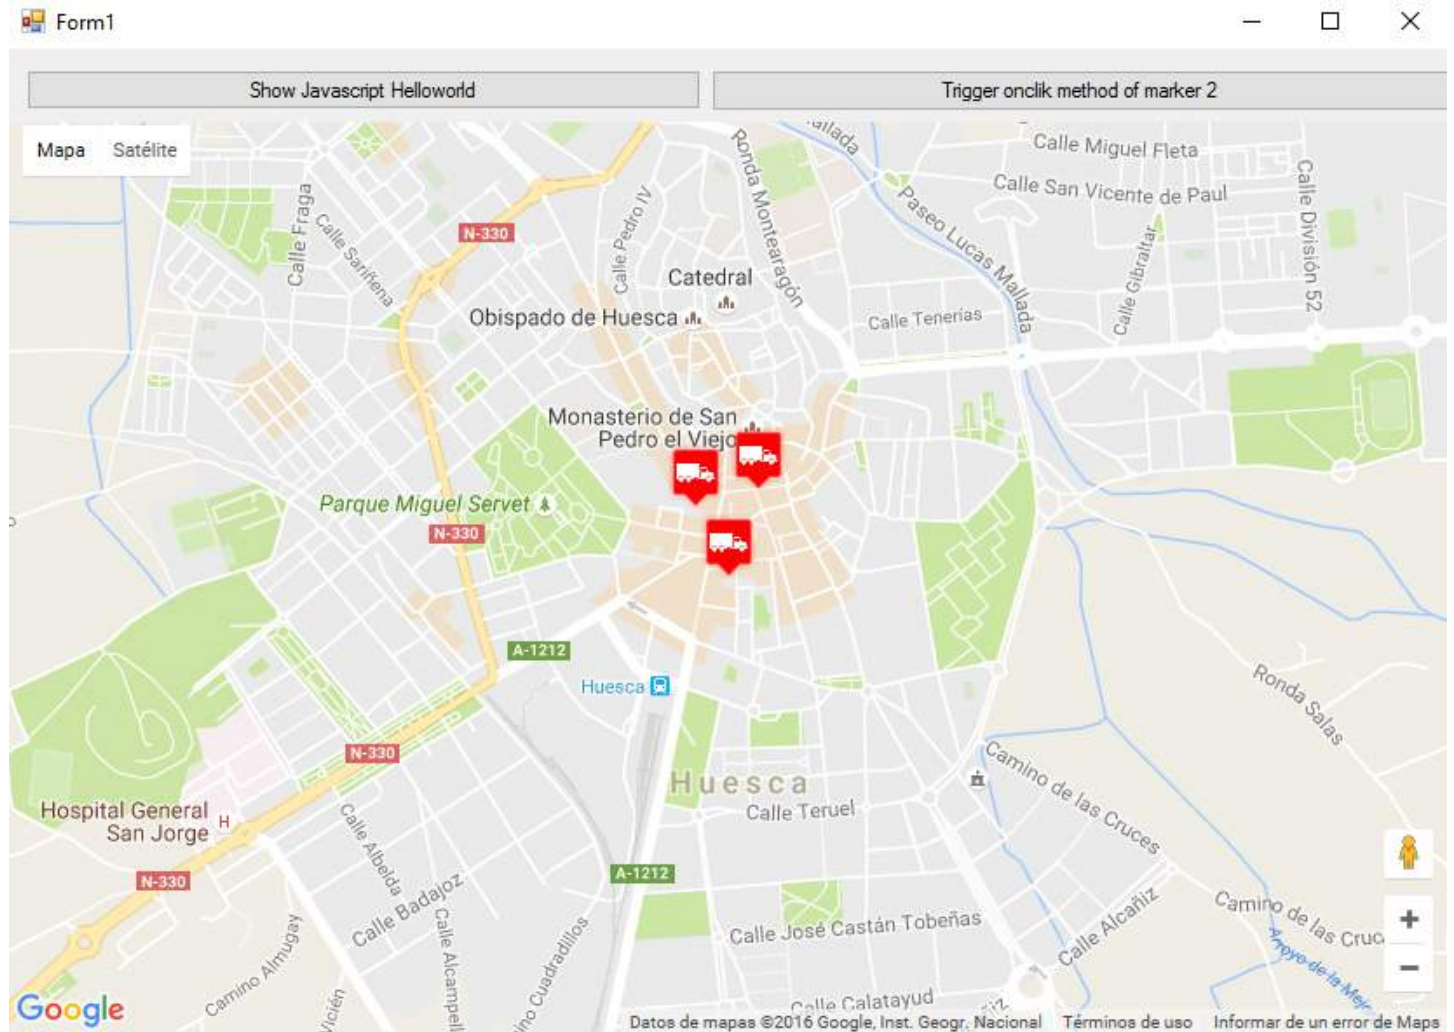 Form1
Show Javascript Helloworld
Trigger onclik method of marker 2
Mapa
Satélite
Calle Fraga
Calle Sariñena
N-330
Calle Pedro IV
Ronda Montearagón
Paseo Lucas Mallada
Calle Miguel Fleta
Calle San Vicente de Paul
Calle Gibraltar
Calle División 52
Catedral
Obispado de Huesca
Calle Tenerias
Monasterio de San
Pedro el Viejo
Parque Miguel Servet
N-330
A-1212
Huesca
N-330
Huesca
Calle Teruel
Ronda Salas
Camino de las Cruces
Hospital General
San Jorge
H
N-330
Calle Albelda
Calle Badajoz
Calle Alcampell
A-1212
Calle José Castán Tobeñas
Calle Alcañiz
Camino de las Cruc
Camino Almugay
Calle Calatayud
Google
Datos de mapas ©2016 Google, Inst. Geogr. Nacional
Términos de uso
Informar de un error de Maps